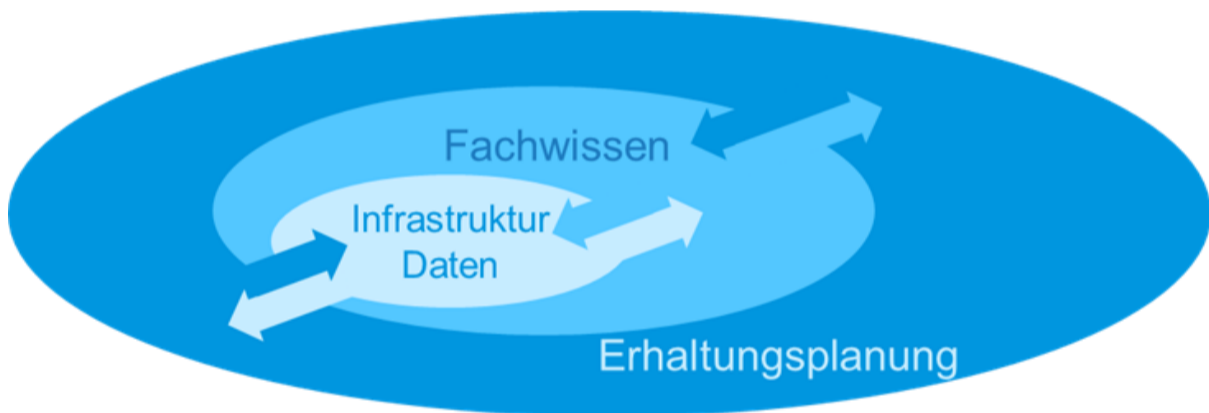 Fachwissen
Infrastruktur
Daten
Erhaltungsplanung